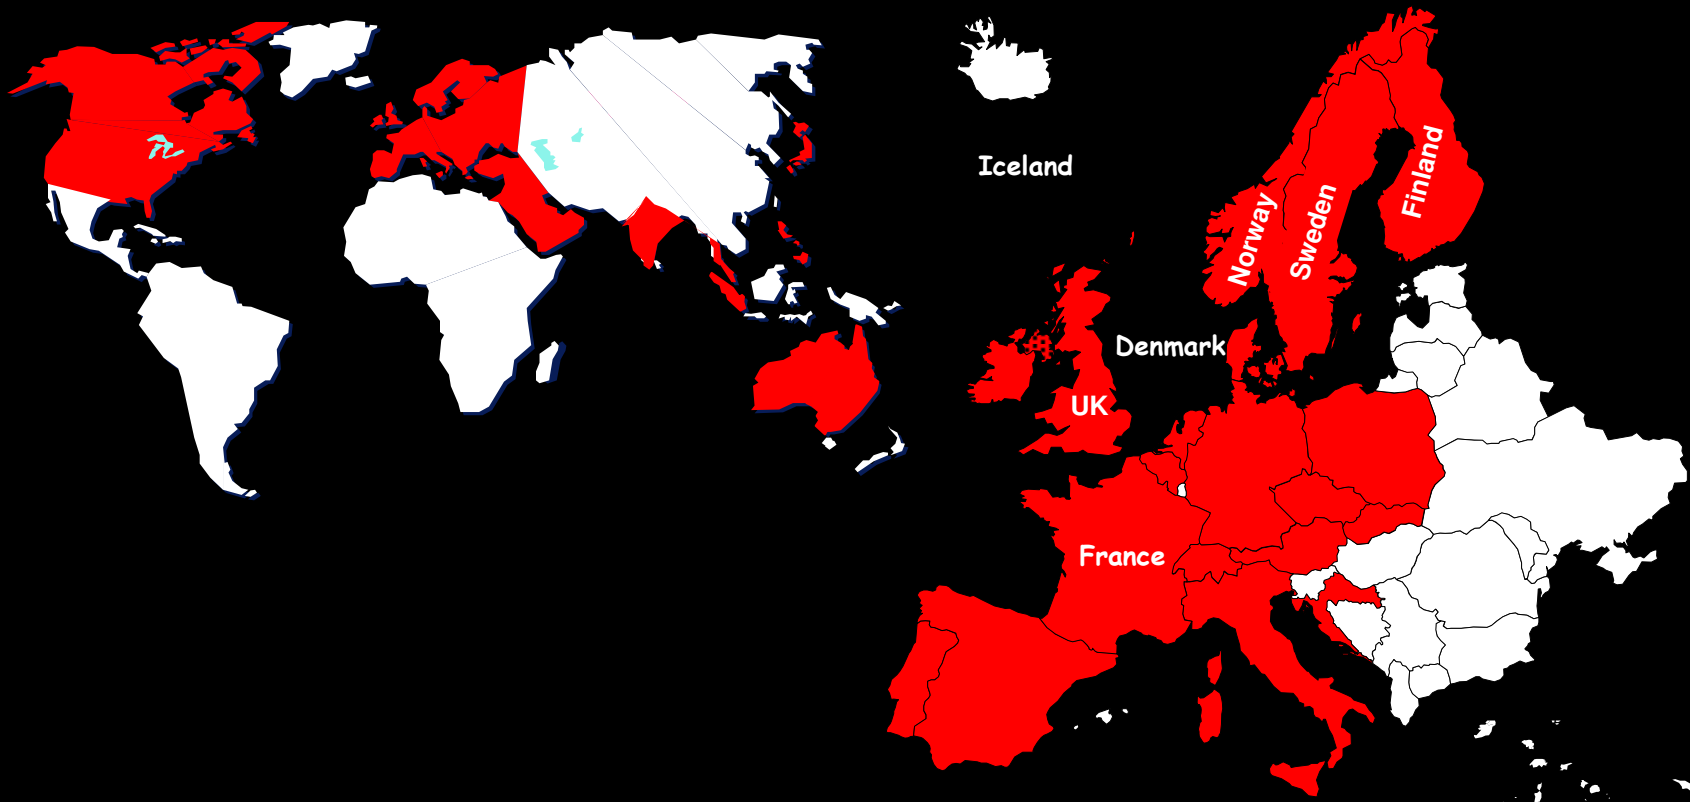 Iceland
Norway
Sweden
Finland
Denmark
UK
France